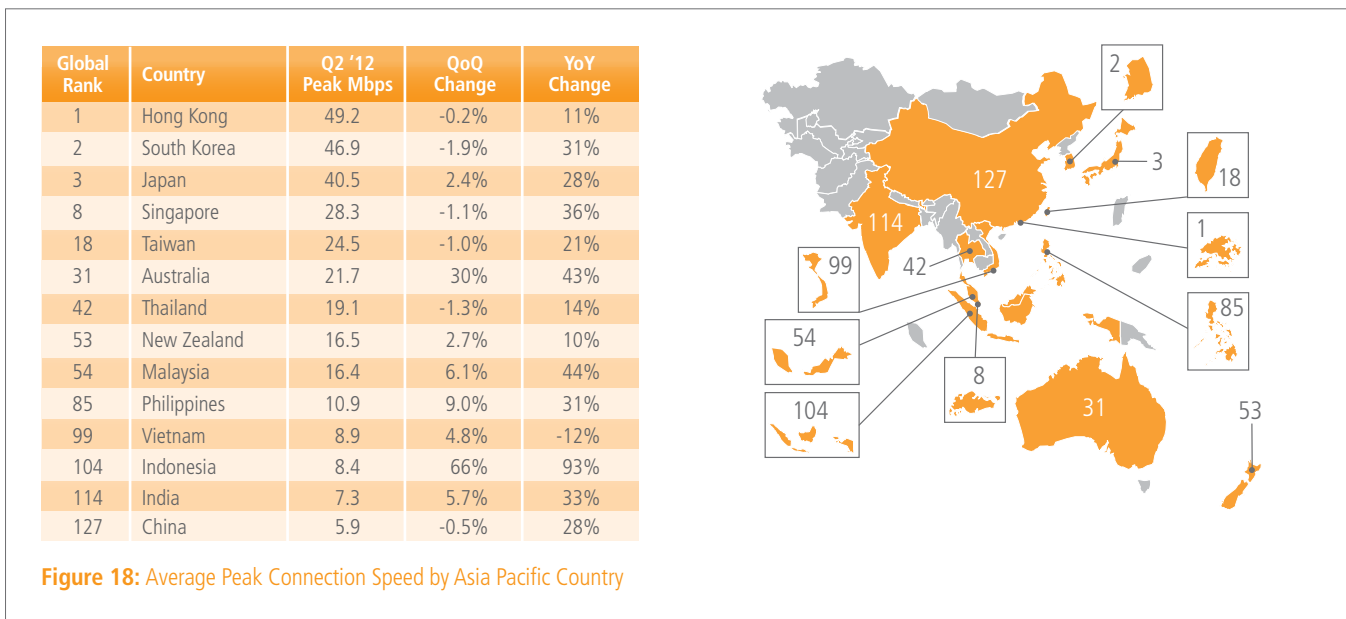 Global Rank Country Q2 '12 Peak Mbps QoQ Change YoY Change
1 Hong Kong 49.2 -0.2% 11%
2 South Korea 46.9 -1.9% 31%
3 Japan 40.5 2.4% 28%
8 Singapore 28.3 -1.1% 36%
18 Taiwan 24.5 -1.0% 21%
31 Australia 21.7 30% 43%
42 Thailand 19.1 -1.3% 14%
53 New Zealand 16.5 2.7% 10%
54 Malaysia 16.4 6.1% 44%
85 Philippines 10.9 9.0% 31%
99 Vietnam 8.9 4.8% -12%
104 Indonesia 8.4 66% 93%
114 India 7.3 5.7% 33%
127 China 5.9 -0.5% 28%
Figure 18: Average Peak Connection Speed by Asia Pacific Country
2
3
18
127
114
1
99
42
85
54
8
104
31
53